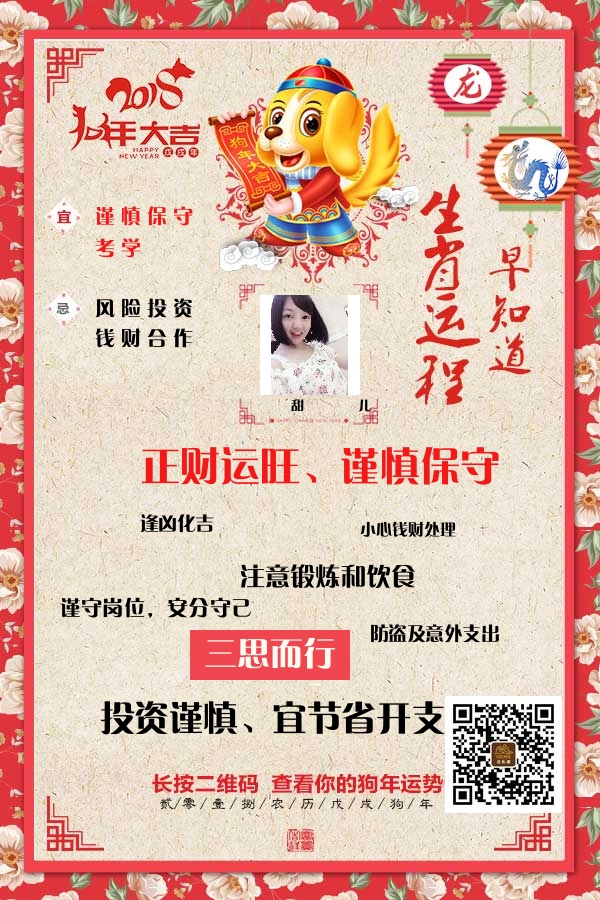 2018
狗年大吉
HAPPY
NEW YEAR
戊戌年
狗年大吉
龙
生肖运程
早知道
宜
谨慎保守
考学
忌
风险投资
钱财合作
甜 儿
HAPPY CHINESE NEW YEAR
正财运旺、谨慎保守
逢凶化吉
小心钱财处理
注意锻炼和饮食
谨守岗位，安分守己
防盗及意外支出
三思而行
投资谨慎、宜节省开支
长按二维码 查看你的狗年运势
贰/零/壹/捌/农/历/戊/戌/狗/年